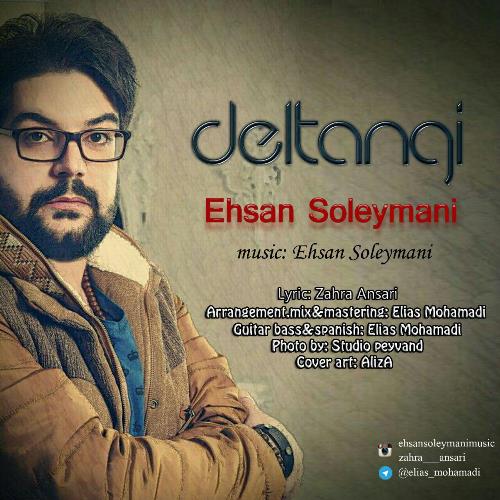 deltangi
Ehsan Soleymani
music: Ehsan Soleymani
Lyric: Zahra Ansari
Arrangement.mix&mastering: Elias Mohamadi
Guitar bass&spanish: Elias Mohamadi
Photo by: Studio peyvand
Cover art: AlizA
ehsansoleymanimusic
zahra___ansari
@elias_mohamadi